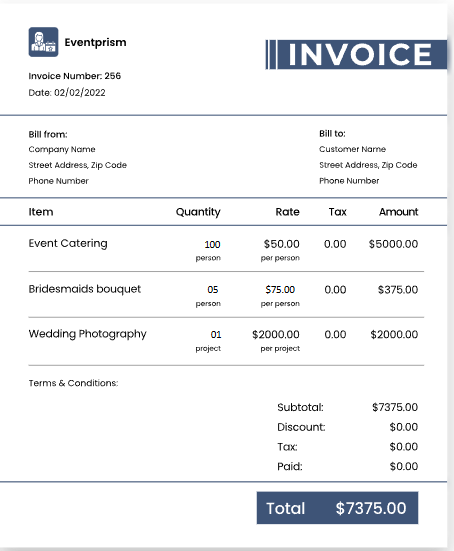 Eventprism
INVOICE
Invoice Number: 256
Date: 02/02/2022
Bill from:
Company Name
Street Address, Zip Code
Phone Number
Bill to:
Customer Name
Street Address, Zip Code
Phone Number
Item Quantity Rate Tax Amount
Event Catering 100 $50.00 0.00 $5000.00
person per person
Bridesmaids bouquet 05 $75.00 0.00 $375.00
person per person
Wedding Photography 01 $2000.00 0.00 $2000.00
project per project
Terms & Conditions:
Subtotal: $7375.00
Discount: $0.00
Tax: $0.00
Paid: $0.00
Total $7375.00